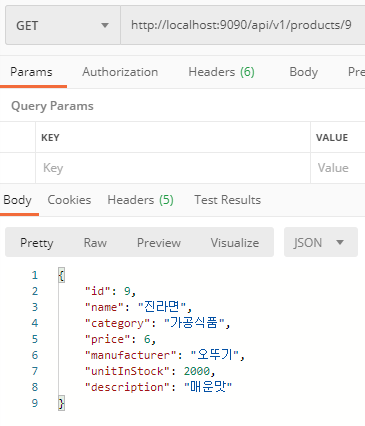 GET http://localhost:9090/api/v1/products/9
Params Authorization Headers (6) Body Pre
Query Params
KEY VALUE
Key Value
Body Cookies Headers (5) Test Results
Pretty Raw Preview Visualize JSON
1 {
2 "id": 9,
3 "name": "진라면",
4 "category": "가공식품",
5 "price": 6,
6 "manufacturer": "오뚜기",
7 "unitInStock": 2000,
8 "description": "매운맛"
9 }